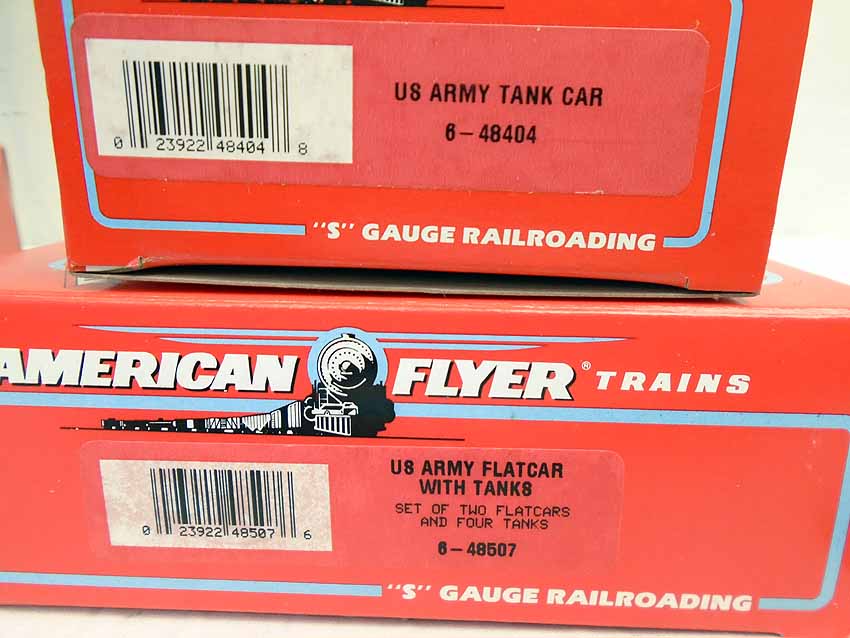 US ARMY TANK CAR
6-48404
0 23922 48404 8
"S" GAUGE RAILROADING
AMERICAN FLYER® TRAINS
US ARMY FLATCAR
WITH TANKS
SET OF TWO FLATCARS
AND FOUR TANKS
6-48507
0 23922 48507 6
"S" GAUGE RAILROADING